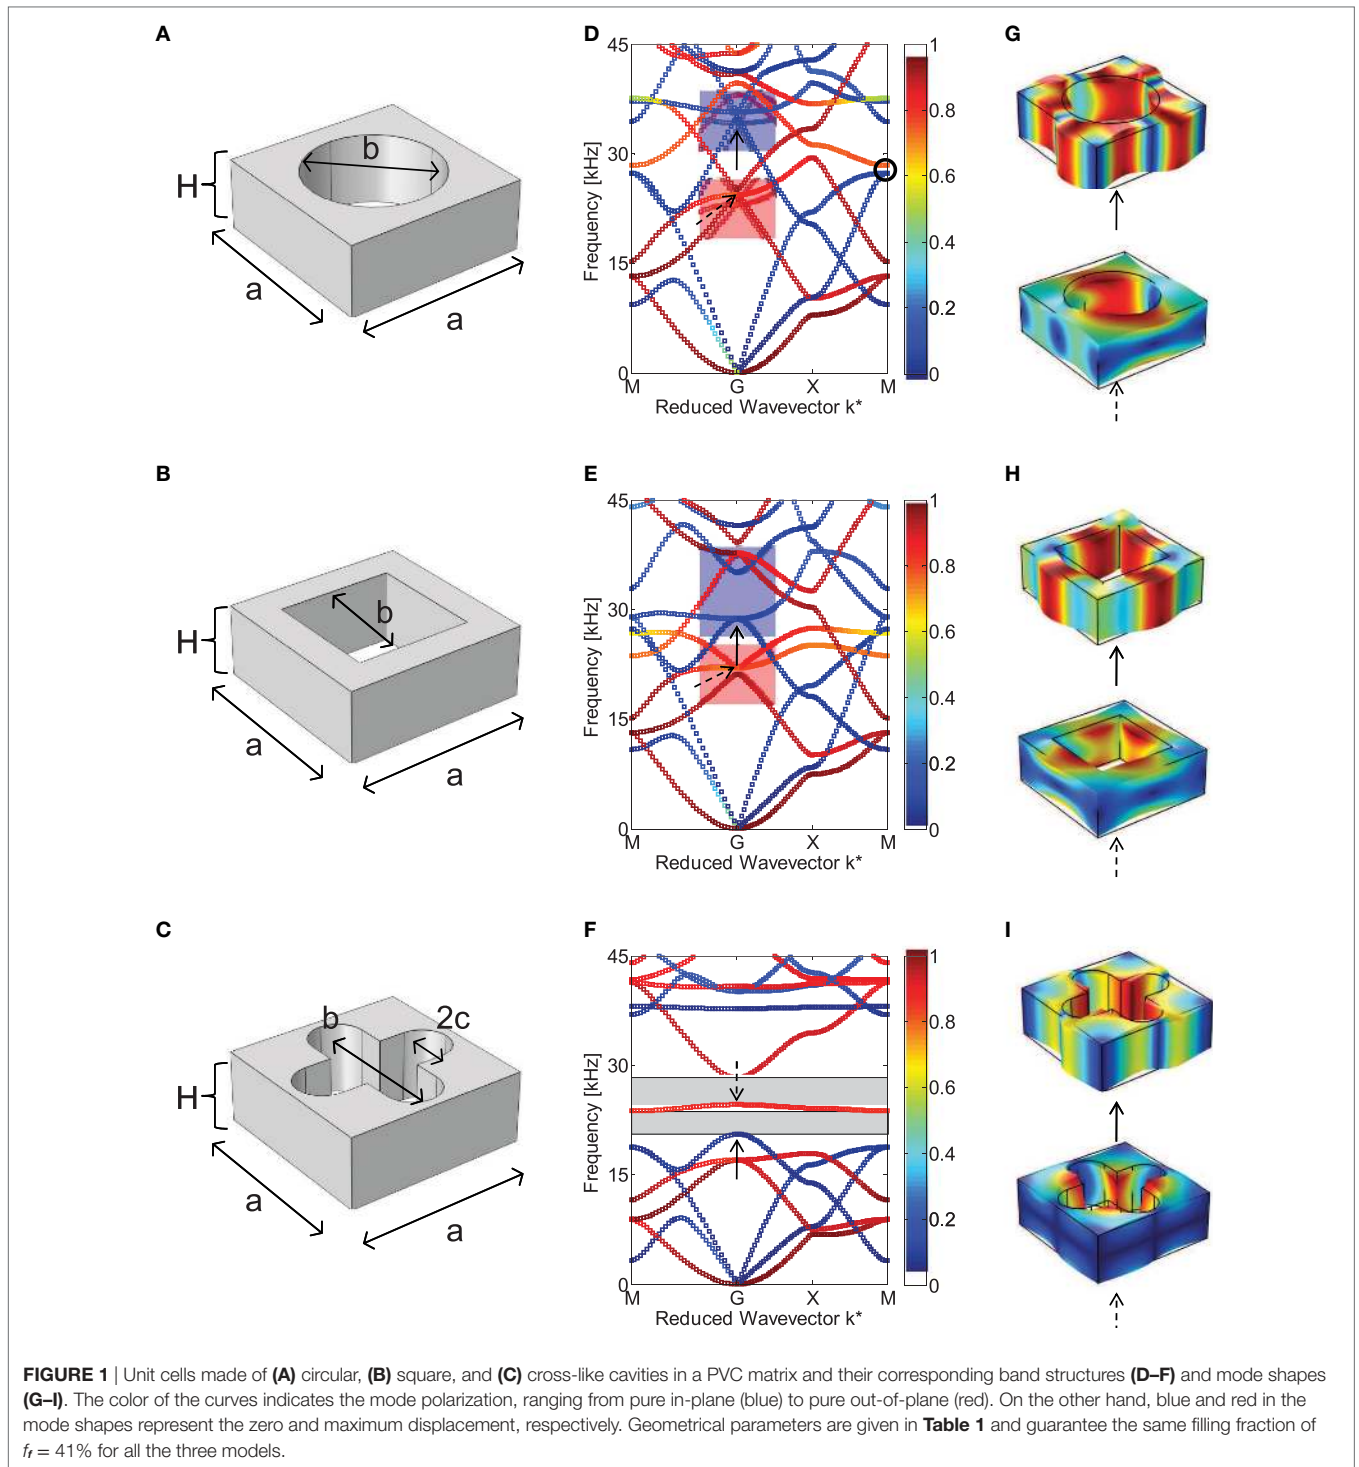 A
D
G
H
b
a
a
45
30
15
0
Frequency [kHz]
M G X M
Reduced Wavevector k*
1
0.8
0.6
0.4
0.2
0
B
E
H
H
b
a
a
45
30
15
0
Frequency [kHz]
M G X M
Reduced Wavevector k*
1
0.8
0.6
0.4
0.2
0
C
F
I
H
b
2c
a
a
45
30
15
0
Frequency [kHz]
M G X M
Reduced Wavevector k*
1
0.8
0.6
0.4
0.2
0
FIGURE 1 | Unit cells made of (A) circular, (B) square, and (C) cross-like cavities in a PVC matrix and their corresponding band structures (D–F) and mode shapes
(G–I). The color of the curves indicates the mode polarization, ranging from pure in-plane (blue) to pure out-of-plane (red). On the other hand, blue and red in the
mode shapes represent the zero and maximum displacement, respectively. Geometrical parameters are given in Table 1 and guarantee the same filling fraction of
ff = 41% for all the three models.